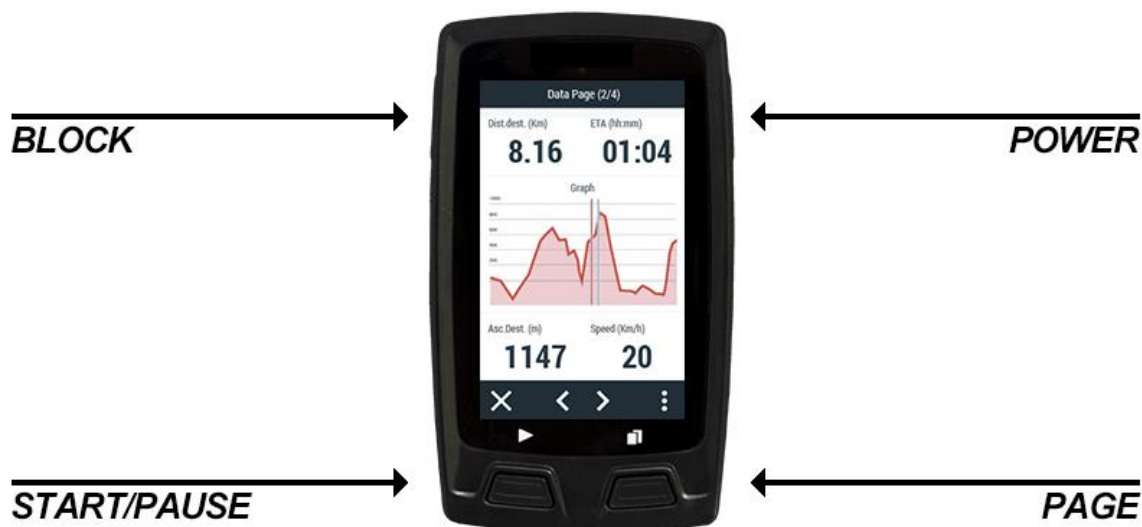 Data Page (2/4)
BLOCK
POWER
Dist.dest. (Km) ETA (hh:mm)
8.16 01:04
Graph
Asc.Dest. (m) Speed (Km/h)
1147 20
START/PAUSE
PAGE